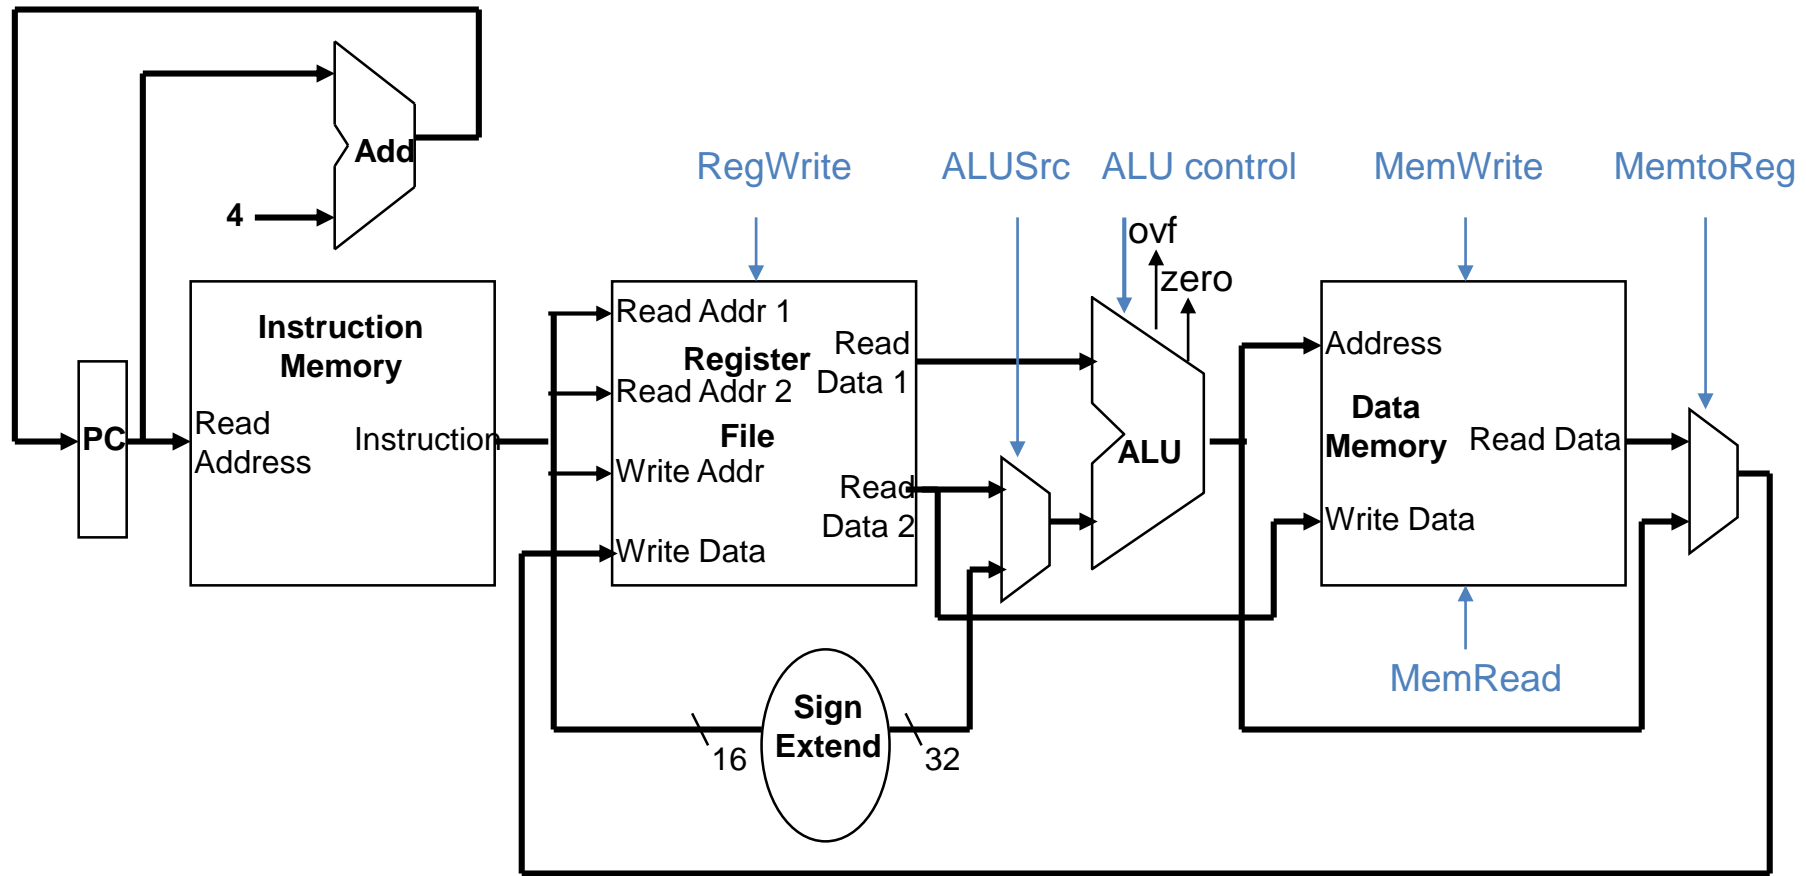 Add
4
RegWrite
ALUSrc
ALU control
MemWrite
MemtoReg
ovf
zero
Instruction
Memory
Read
Address
Instruction
PC
Read Addr 1
Register
Read Addr 2
File
Write Addr
Write Data
Read
Data 1
Read
Data 2
ALU
Address
Data
Memory
Read Data
Write Data
MemRead
Sign
Extend
16
32